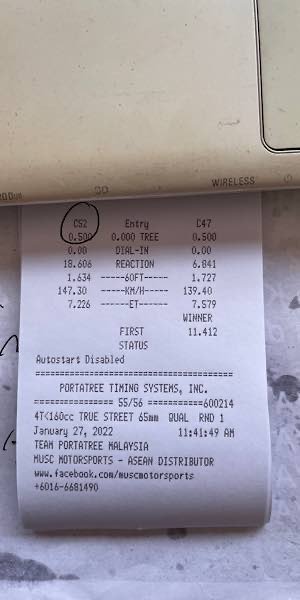 WIRELESS
CS2 Entry C47
0.500 0.000 TREE 0.500
0.00 DIAL-IN 0.00
18.606 REACTION 6.841
1.634 -----60FT----- 1.727
147.30 -----KM/H----- 139.40
7.226 ------ET------ 7.579
WINNER
FIRST 11.412
STATUS
Autostart Disabled
========================================
PORTATREE TIMING SYSTEMS, INC.
================ 55/56 ===========600214
4T<160cc TRUE STREET 65mm QUAL RND 1
January 27, 2022 11:41:49 AM
TEAM PORTATREE MALAYSIA
MUSC MOTORSPORTS - ASEAN DISTRIBUTOR
www.facebook.com/muscmotorsports
+6016-6681490